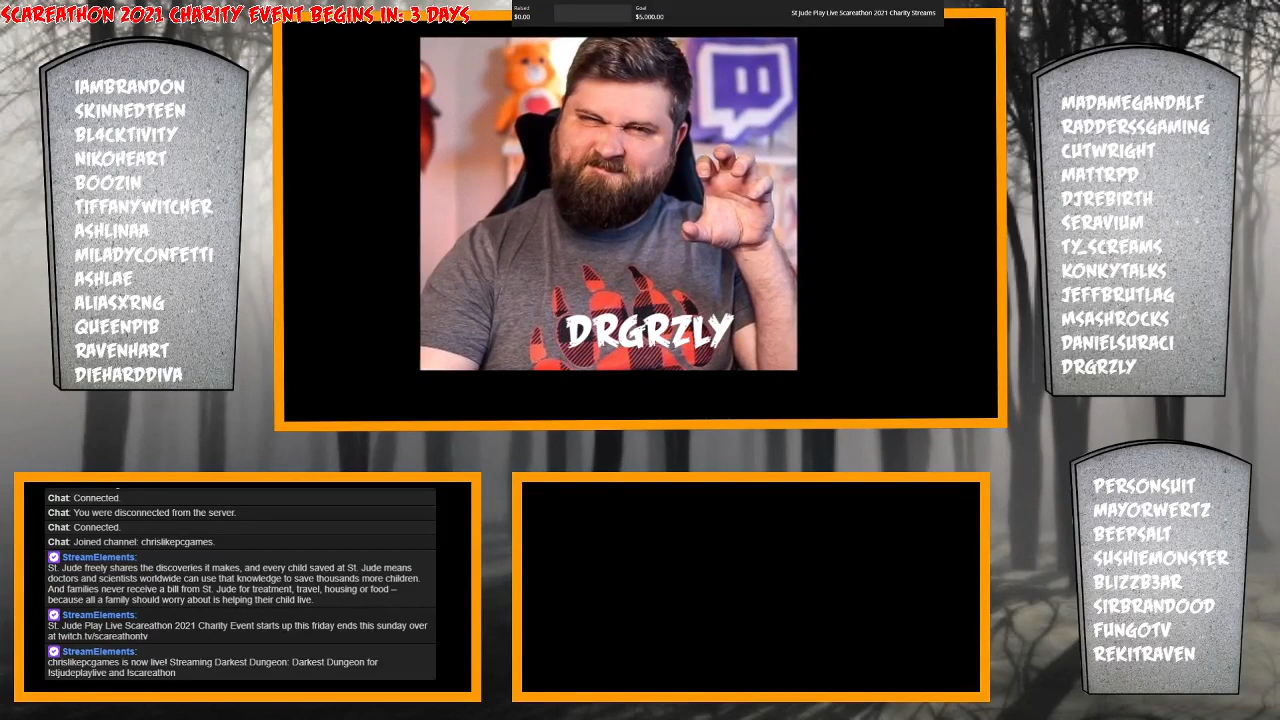 SCAREATHON 2021 CHARITY EVENT BEGINS IN: 3 DAYS
Raised
$0.00
Goal
$5,000.00
St Jude Play Live Scareathon 2021 Charity Streams
IAMBRANDON
SKINNEDTEEN
BL4CKTIVITY
NIKOHEART
BOOZIN
TIFFANYWITCHER
ASHLINAA
MILADYCONFETTI
ASHLAE
ALIASXRNG
QUEENPIB
RAVENHART
DIEHARDDIVA
DRGRZLY
MADAMEGANDALF
RADDERSSGAMING
CUTWRIGHT
MATTRPD
DJREBIRTH
SERAVIUM
TY_SCREAMS
KONKYTALKS
JEFFBRUTLAG
MSASHROCKS
DANIELSURACI
DRGRZLY
Chat: Connected.
Chat: You were disconnected from the server.
Chat: Connected.
Chat: Joined channel: chrislikepcgames.
StreamElements:
St. Jude freely shares the discoveries it makes, and every child saved at St. Jude means
doctors and scientists worldwide can use that knowledge to save thousands more children.
And families never receive a bill from St. Jude for treatment, travel, housing or food –
because all a family should worry about is helping their child live.
StreamElements:
St. Jude Play Live Scareathon 2021 Charity Event starts up this friday ends this sunday over
at twitch.tv/scareathontv
StreamElements:
chrislikepcgames is now live! Streaming Darkest Dungeon: Darkest Dungeon for
!stjudeplaylive and !scareathon
PERSONSUIT
MAYORWERTZ
BEEPSALT
SUSHIEMONSTER
BLIZZB3AR
SIRBRANDOOD
FUNGOTV
REKITRAVEN